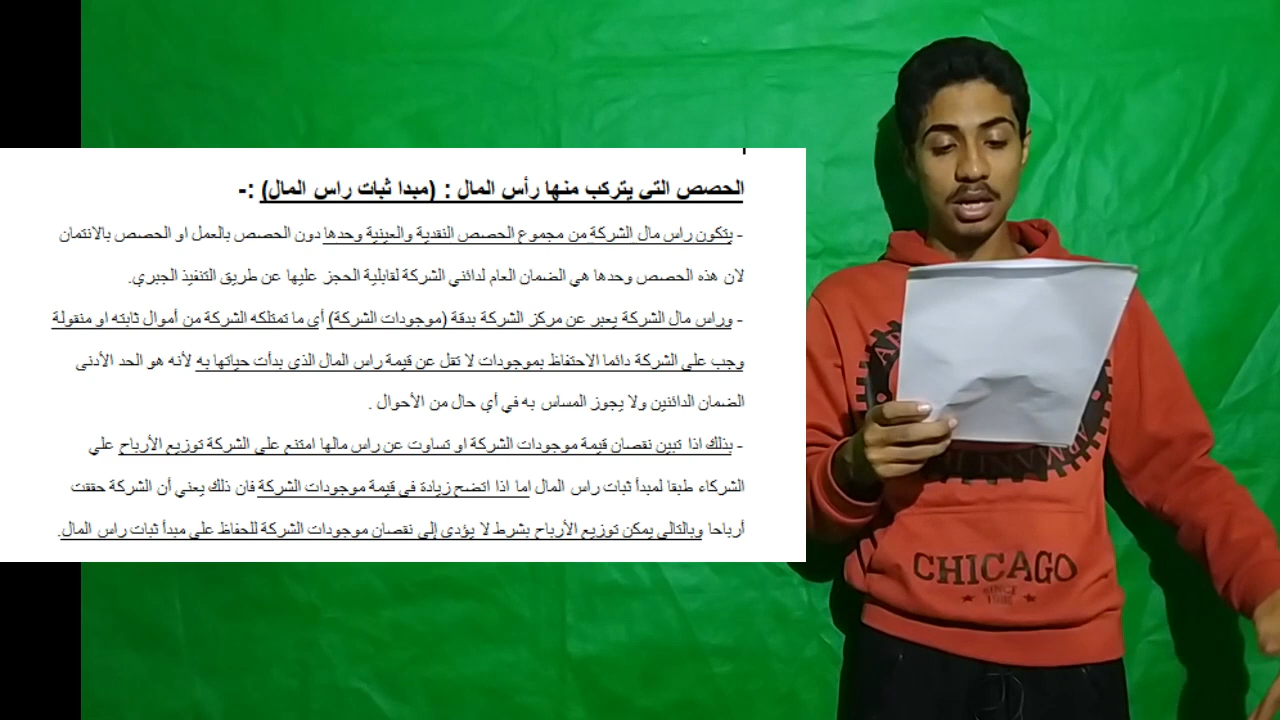 الحصص التي يتركب منها رأس المال : (مبدا ثبات راس المال) :-
- يتكون راس مال الشركة من مجموع الحصص النقدية والعينية وحدها دون الحصص بالعمل او الحصص بالائتمان
لان هذه الحصص وحدها هي الضمان العام لدائني الشركة لقابلية الحجز عليها عن طريق التنفيذ الجبري.
- وراس مال الشركة يعبر عن مركز الشركة بدقة (موجودات الشركة) أي ما تمتلكه الشركة من أموال ثابته او منقولة
وجب على الشركة دائما الاحتفاظ بموجودات لا تقل عن قيمة راس المال الذي بدأت حياتها به لأنه هو الحد الأدنى
الضمان الدائنين ولا يجوز المساس به في أي حال من الأحوال .
- بذلك اذا تبين نقصان قيمة موجودات الشركة او تساوت عن راس مالها امتنع على الشركة توزيع الأرباح علي
الشركاء طبقا لمبدأ ثبات راس المال اما اذا اتضح زيادة في قيمة موجودات الشركة فان ذلك يعني أن الشركة حققت
أرباحا وبالتالي يمكن توزيع الأرباح بشرط لا يؤدي إلى نقصان موجودات الشركة للحفاظ على مبدأ ثبات راس المال.
CHICAGO
SINCE